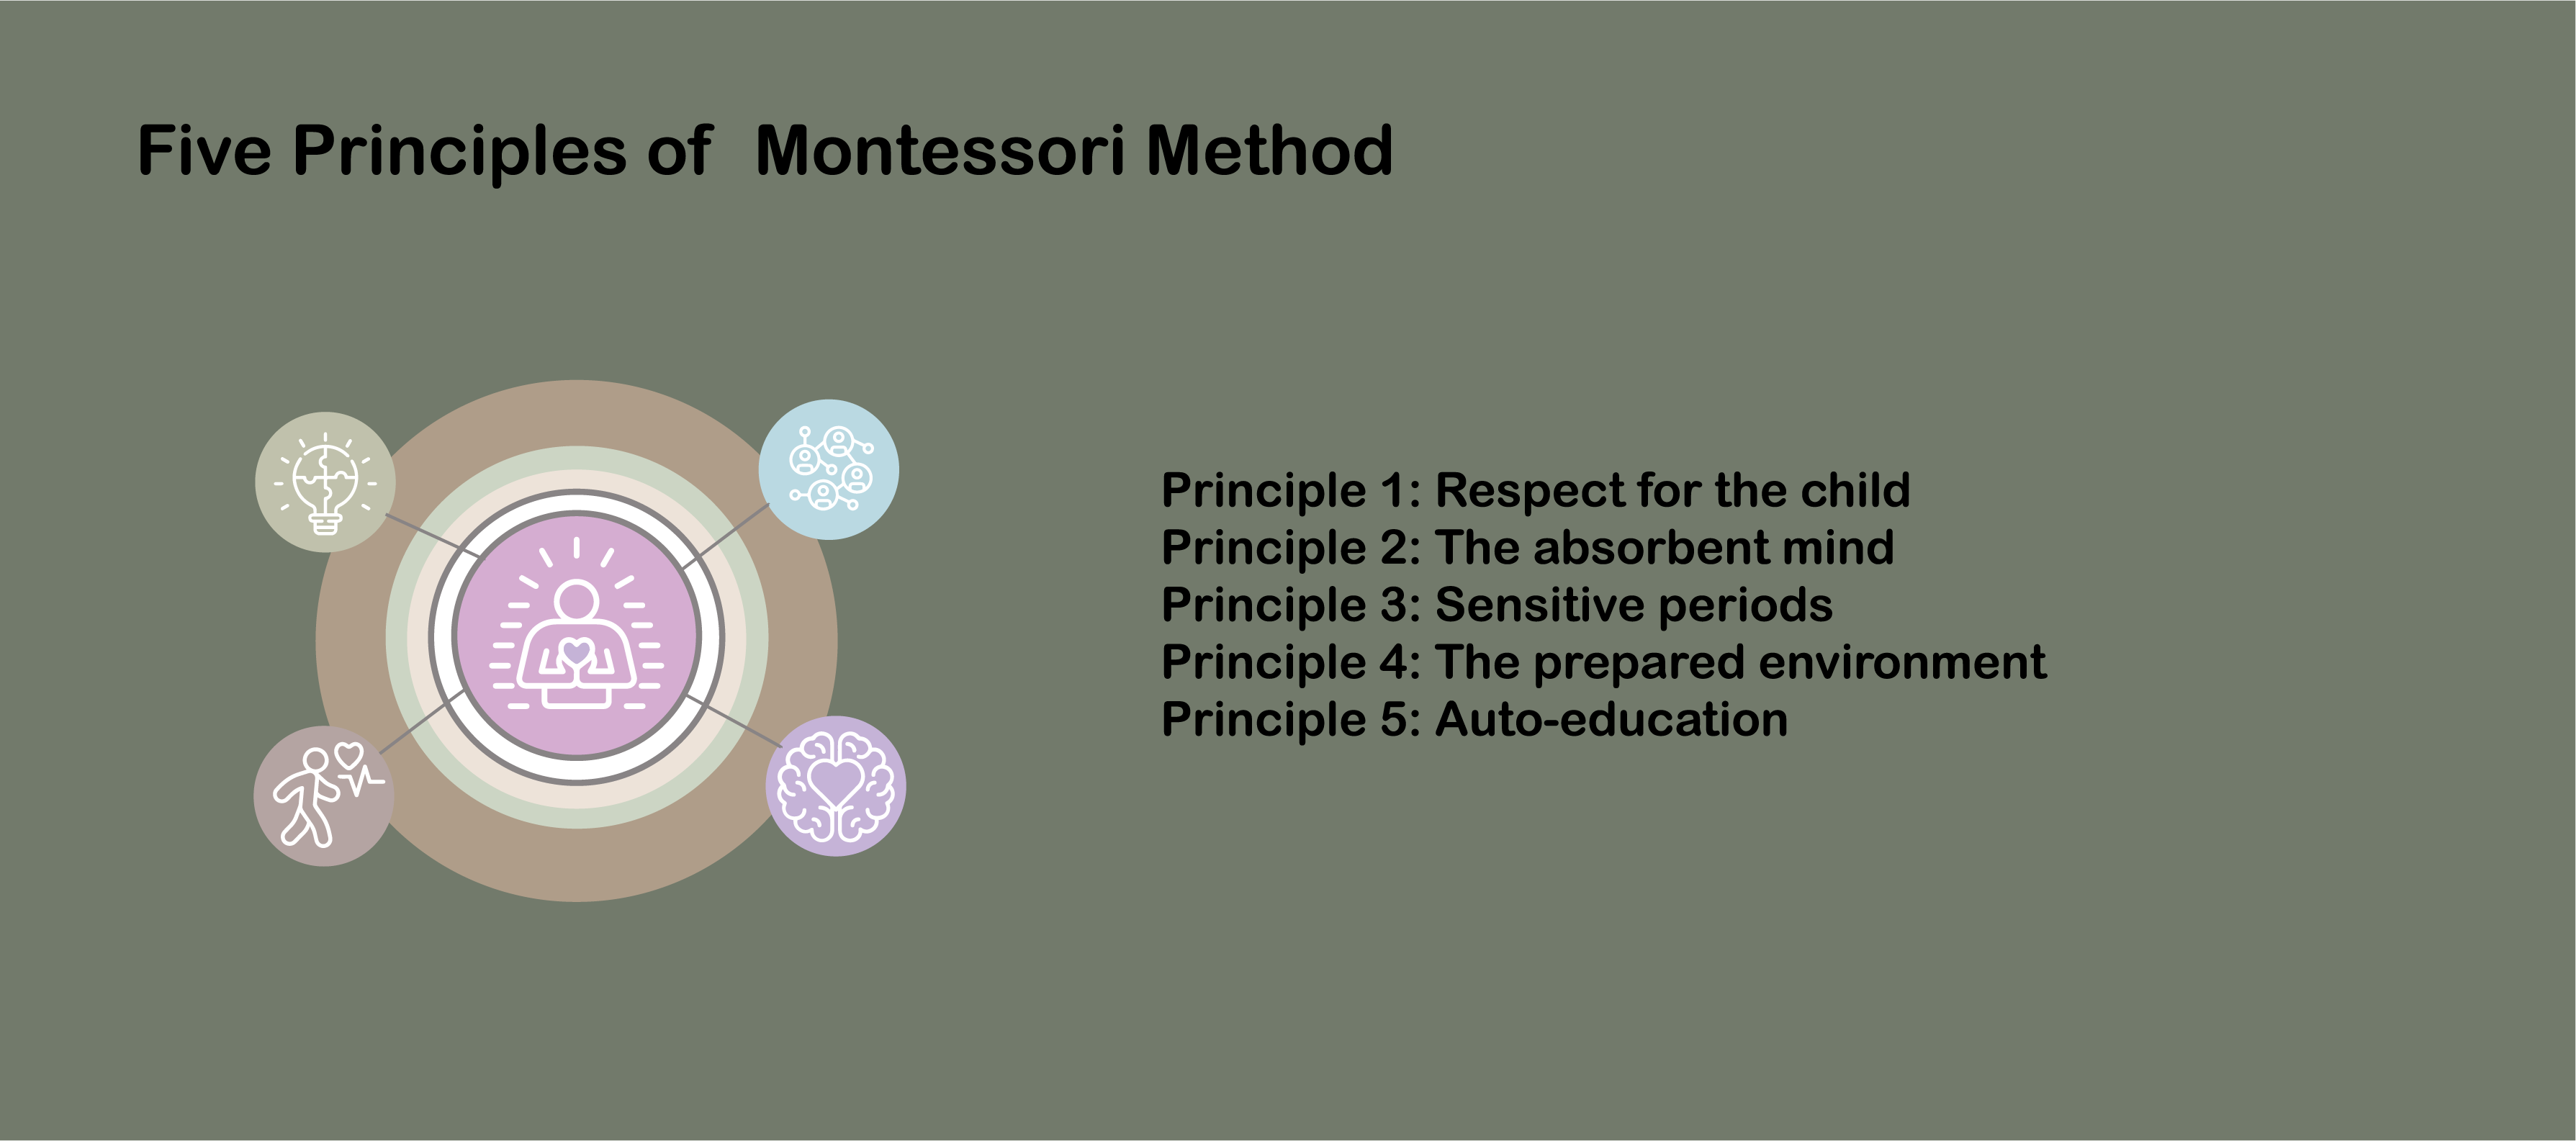 Five Principles of  Montessori Method
Principle 1: Respect for the child
Principle 2: The absorbent mind
Principle 3: Sensitive periods
Principle 4: The prepared environment
Principle 5: Auto-education